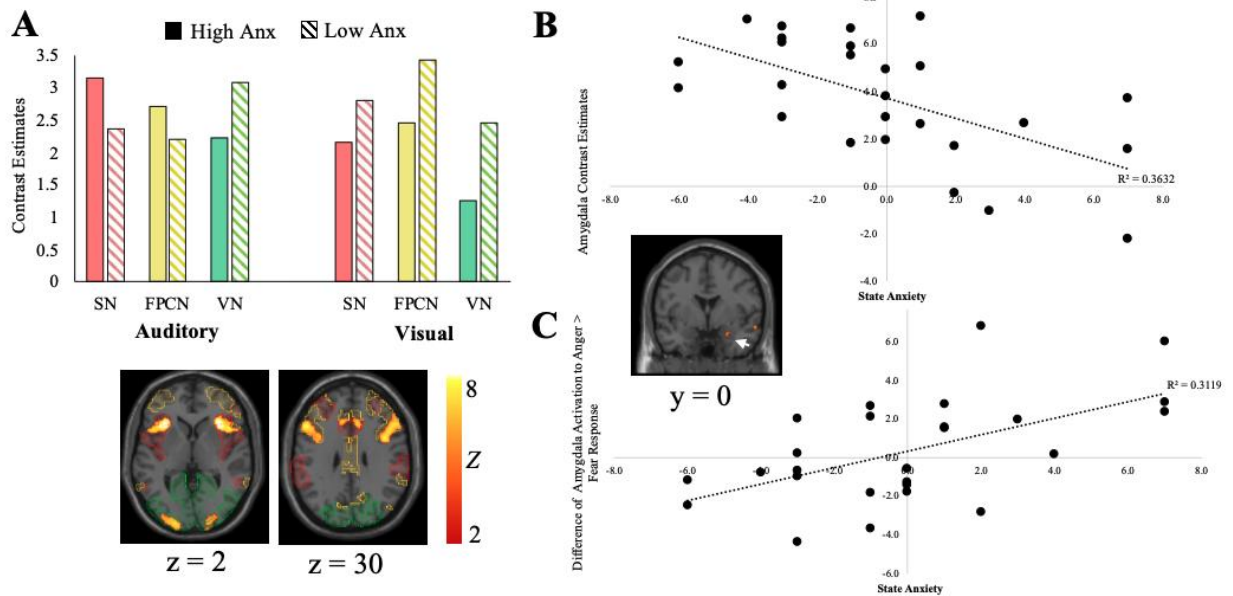 A
High Anx Low Anx
Contrast Estimates
3.5
3
2.5
2
1.5
1
0.5
0
SN FPCN VN SN FPCN VN
Auditory Visual
8
Z
2
z = 2 z = 30
B
Amygdala Contrast Estimates
6.0
4.0
2.0
0.0
-2.0
-4.0
-8.0 -6.0 -4.0 -2.0 0.0 2.0 4.0 6.0 8.0
R² = 0.3632
State Anxiety
y = 0
C
Difference of Amygdala Activation to Anger >
Fear Response
6.0
4.0
2.0
0.0
-2.0
-4.0
-6.0
-8.0 -6.0 -4.0 -2.0 0.0 2.0 4.0 6.0 8.0
R² = 0.3119
State Anxiety